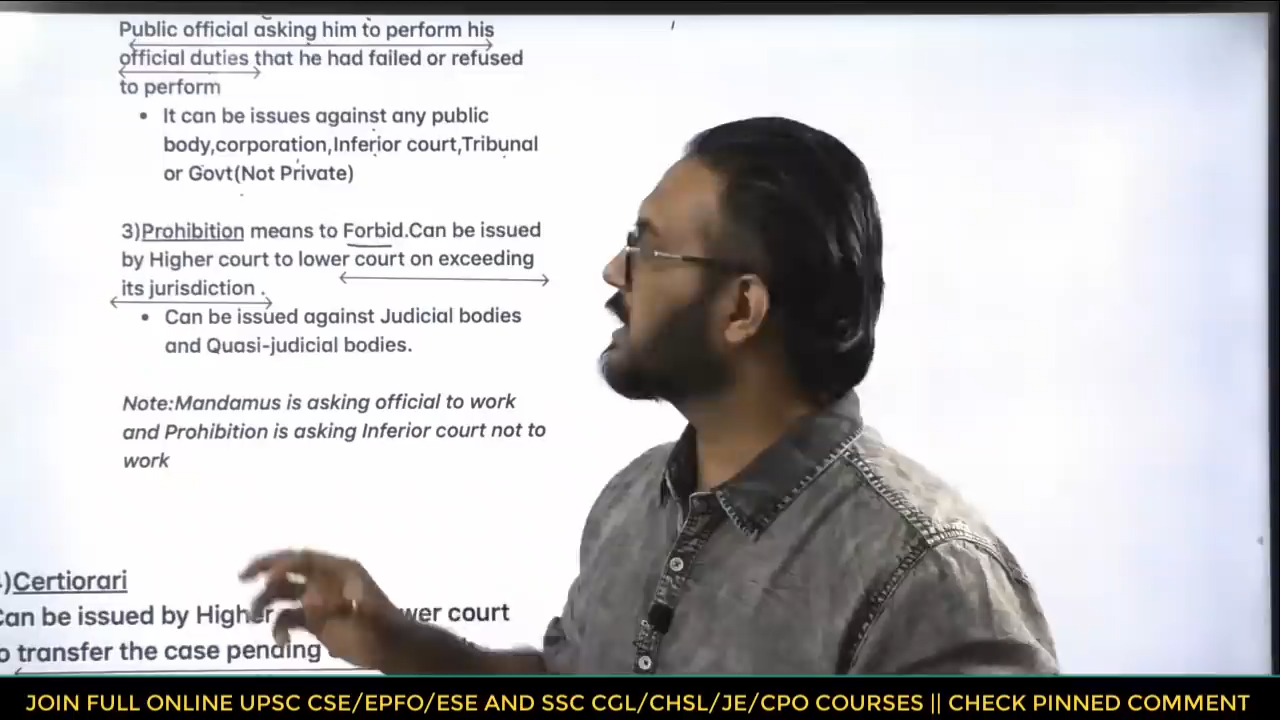 Public official asking him to perform his
official duties that he had failed or refused
to perform
• It can be issues against any public
body,corporation,Inferior court,Tribunal
or Govt(Not Private)
3)Prohibition means to Forbid.Can be issued
by Higher court to lower court on exceeding
its jurisdiction .
• Can be issued against Judicial bodies
and Quasi-judicial bodies.
Note:Mandamus is asking official to work
and Prohibition is asking Inferior court not to
work
)Certiorari
Can be issued by Higher court
transfer the case pending
JOIN FULL ONLINE UPSC CSE/EPFO/ESE AND SSC CGL/CHSL/JE/CPO COURSES || CHECK PINNED COMMENT